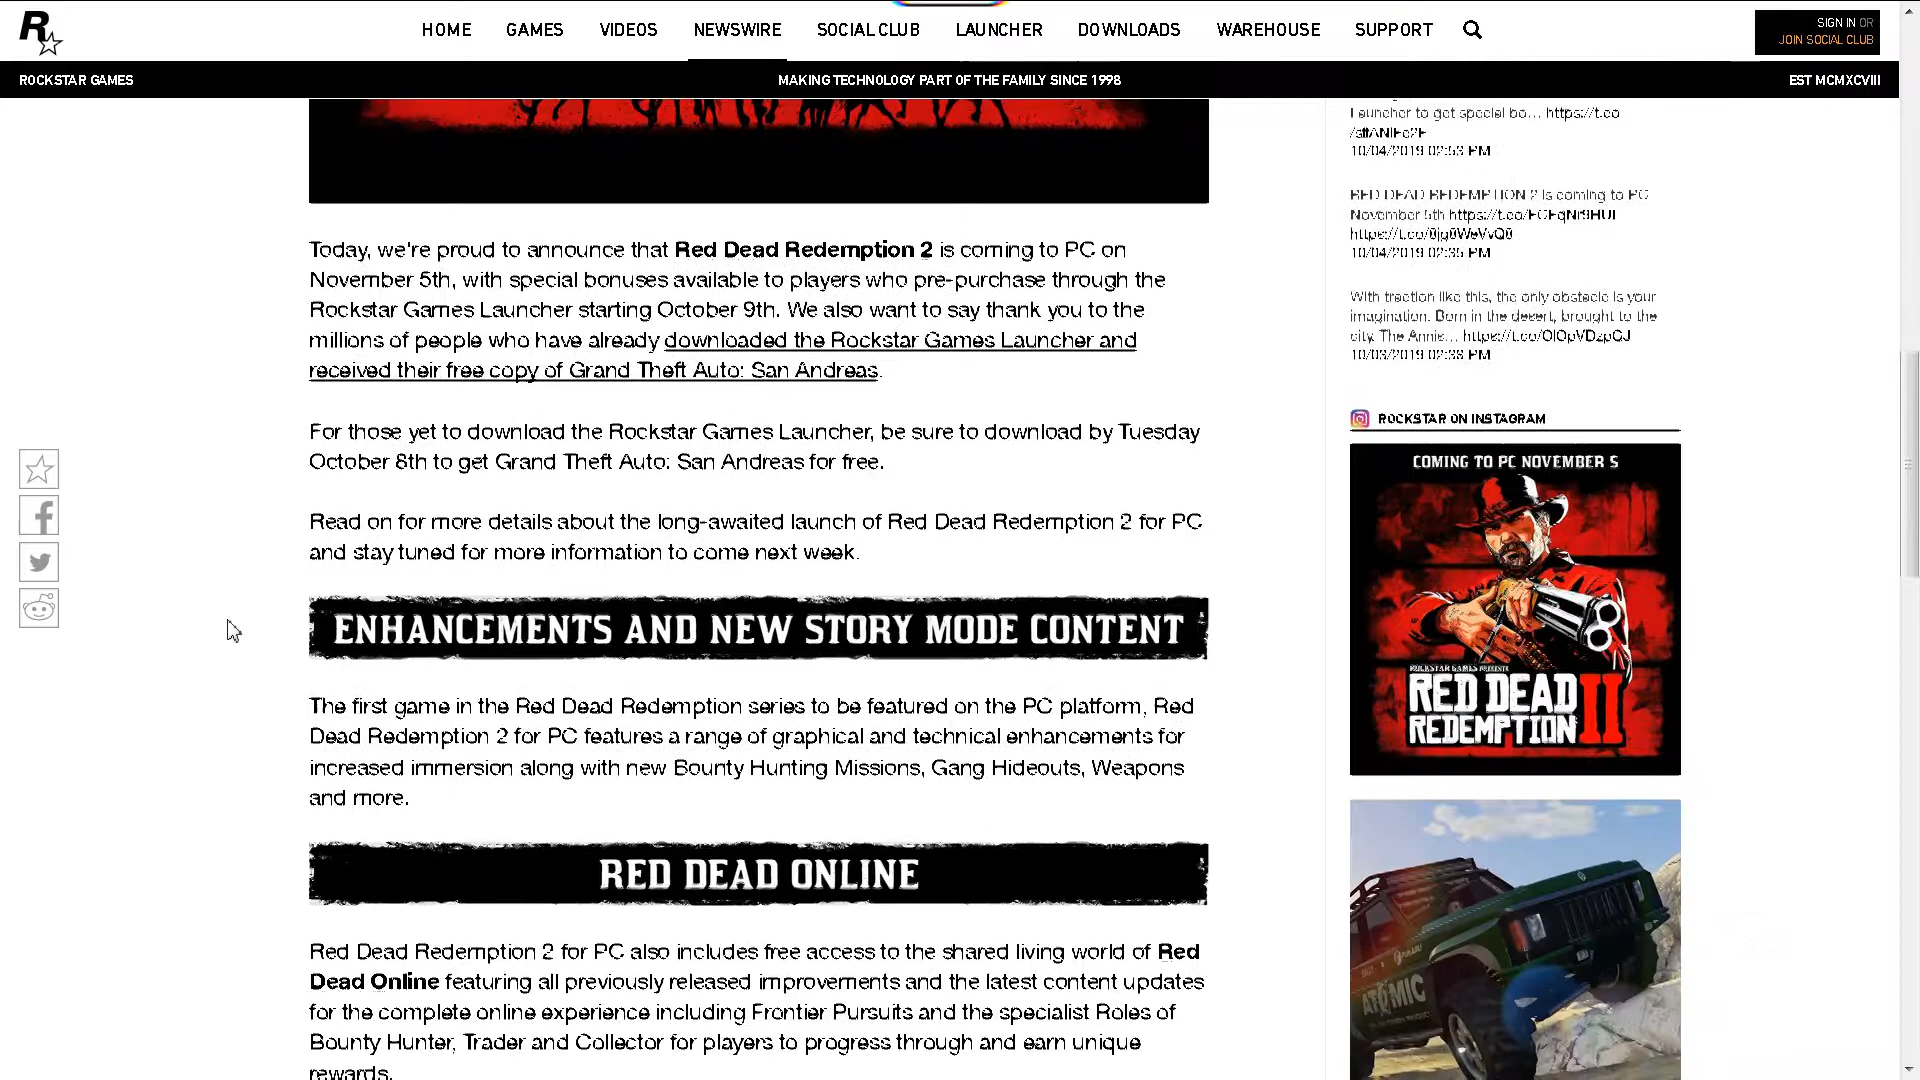 HOME GAMES VIDEOS NEWSWIRE SOCIAL CLUB LAUNCHER DOWNLOADS WAREHOUSE SUPPORT
SIGN IN OR
JOIN SOCIAL CLUB
ROCKSTAR GAMES
MAKING TECHNOLOGY PART OF THE FAMILY SINCE 1998
EST MCMXCVIII
Today, we're proud to announce that Red Dead Redemption 2 is coming to PC on
November 5th, with special bonuses available to players who pre-purchase through the
Rockstar Games Launcher starting October 9th. We also want to say thank you to the
millions of people who have already downloaded the Rockstar Games Launcher and
received their free copy of Grand Theft Auto: San Andreas.
For those yet to download the Rockstar Games Launcher, be sure to download by Tuesday
October 8th to get Grand Theft Auto: San Andreas for free.
Read on for more details about the long-awaited launch of Red Dead Redemption 2 for PC
and stay tuned for more information to come next week.
ENHANCEMENTS AND NEW STORY MODE CONTENT
The first game in the Red Dead Redemption series to be featured on the PC platform, Red
Dead Redemption 2 for PC features a range of graphical and technical enhancements for
increased immersion along with new Bounty Hunting Missions, Gang Hideouts, Weapons
and more.
RED DEAD ONLINE
Red Dead Redemption 2 for PC also includes free access to the shared living world of Red
Dead Online featuring all previously released improvements and the latest content updates
for the complete online experience including Frontier Pursuits and the specialist Roles of
Bounty Hunter, Trader and Collector for players to progress through and earn unique
rewards.
Launcher to get special bo... https://t.co
10/04/2019 02:53 PM
RED DEAD REDEMPTION 2 is coming to PC
November 5th
10/04/2019 02:35 PM
With traction like this, the only obstacle is your
imagination. Born in the desert, brought to the
city. The Annis...
10/03/2019 02:38 PM
ROCKSTAR ON INSTAGRAM
COMING TO PC NOVEMBER 5
ROCKSTAR GAMES PRESENTS
RED DEAD
REDEMPTION II
ATOMIC